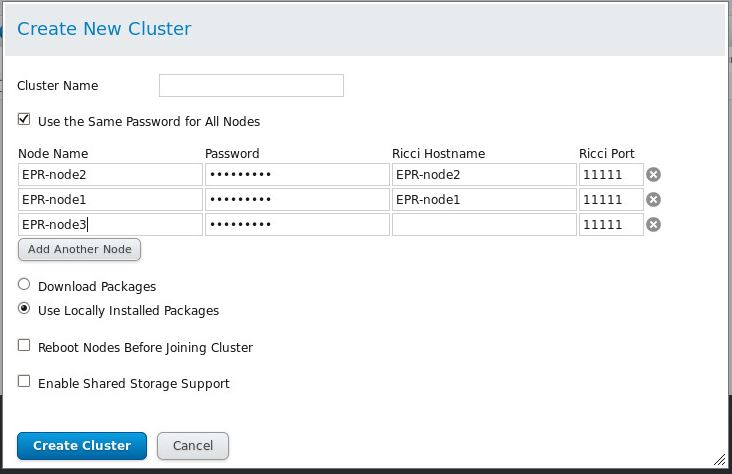 Create New Cluster
Cluster Name
Use the Same Password for All Nodes
Node Name Password Ricci Hostname Ricci Port
EPR-node2 ••••••••• EPR-node2 11111
EPR-node1 ••••••••• EPR-node1 11111
EPR-node3 ••••••••• 11111
Add Another Node
Download Packages
Use Locally Installed Packages
Reboot Nodes Before Joining Cluster
Enable Shared Storage Support
Create Cluster Cancel